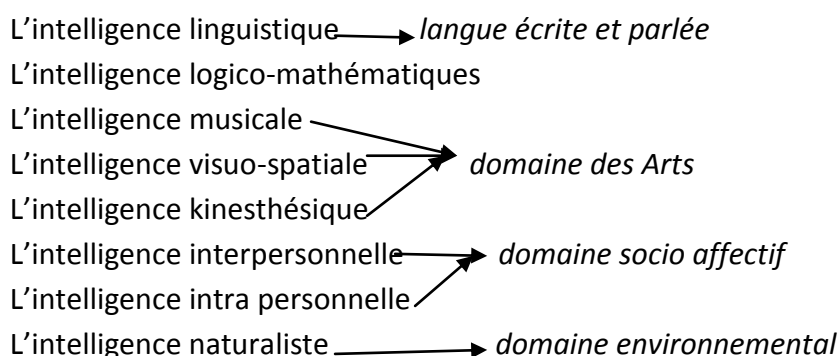 L’intelligence linguistique langue écrite et parlée
L’intelligence logico-mathématiques
L’intelligence musicale
L’intelligence visuo-spatiale domaine des Arts
L’intelligence kinesthésique
L’intelligence interpersonnelle domaine socio affectif
L’intelligence intra personnelle
L’intelligence naturaliste domaine environnemental